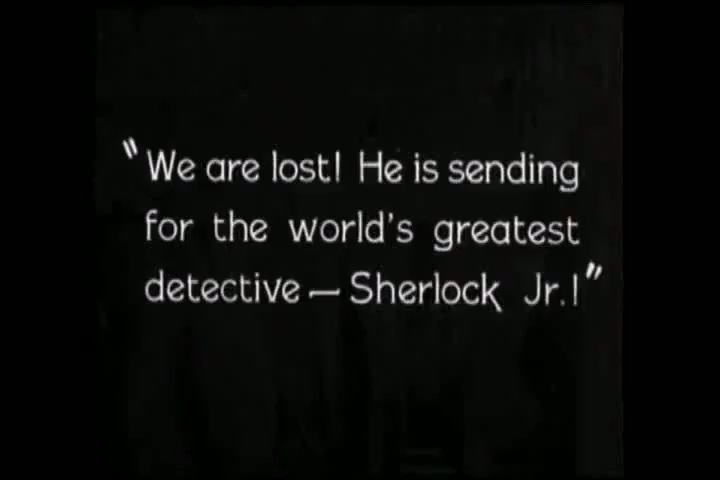 "We are lost! He is sending
for the world's greatest
detective — Sherlock Jr.!"